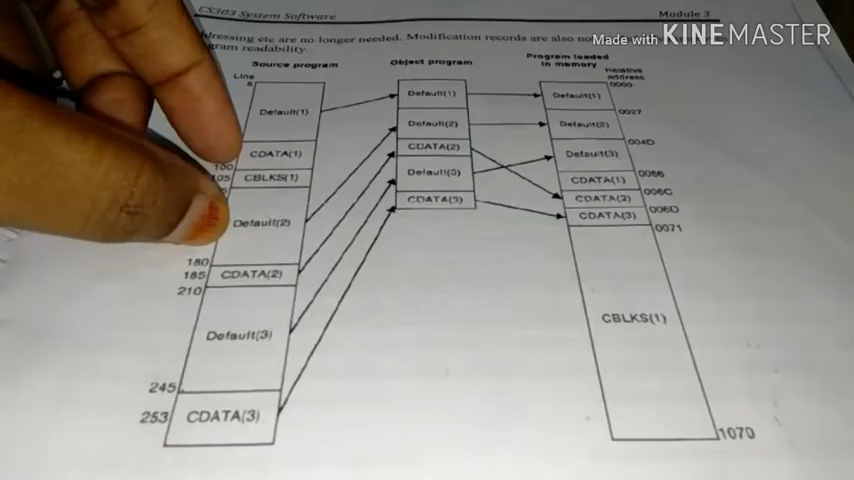 CS303 System Software
Module 3
dressing etc are no longer needed. Modification records are also not
gram readability.
Made with KINEMASTER
Source program
Object program
Program loaded
in memory
Line
Relative
address
0000
Default(1)
Default(1)
Default(1)
0027
Default(2)
Default(2)
004D
CDATA(1)
CDATA(2)
Default(3)
100
105
CBLKS(1)
Default(3)
0066
CDATA(1)
006C
CDATA(3)
CDATA(2)
006D
Default(2)
CDATA(3)
0071
180
185
CDATA(2)
210
Default(3)
CBLKS(1)
245
253
CDATA(3)
1070